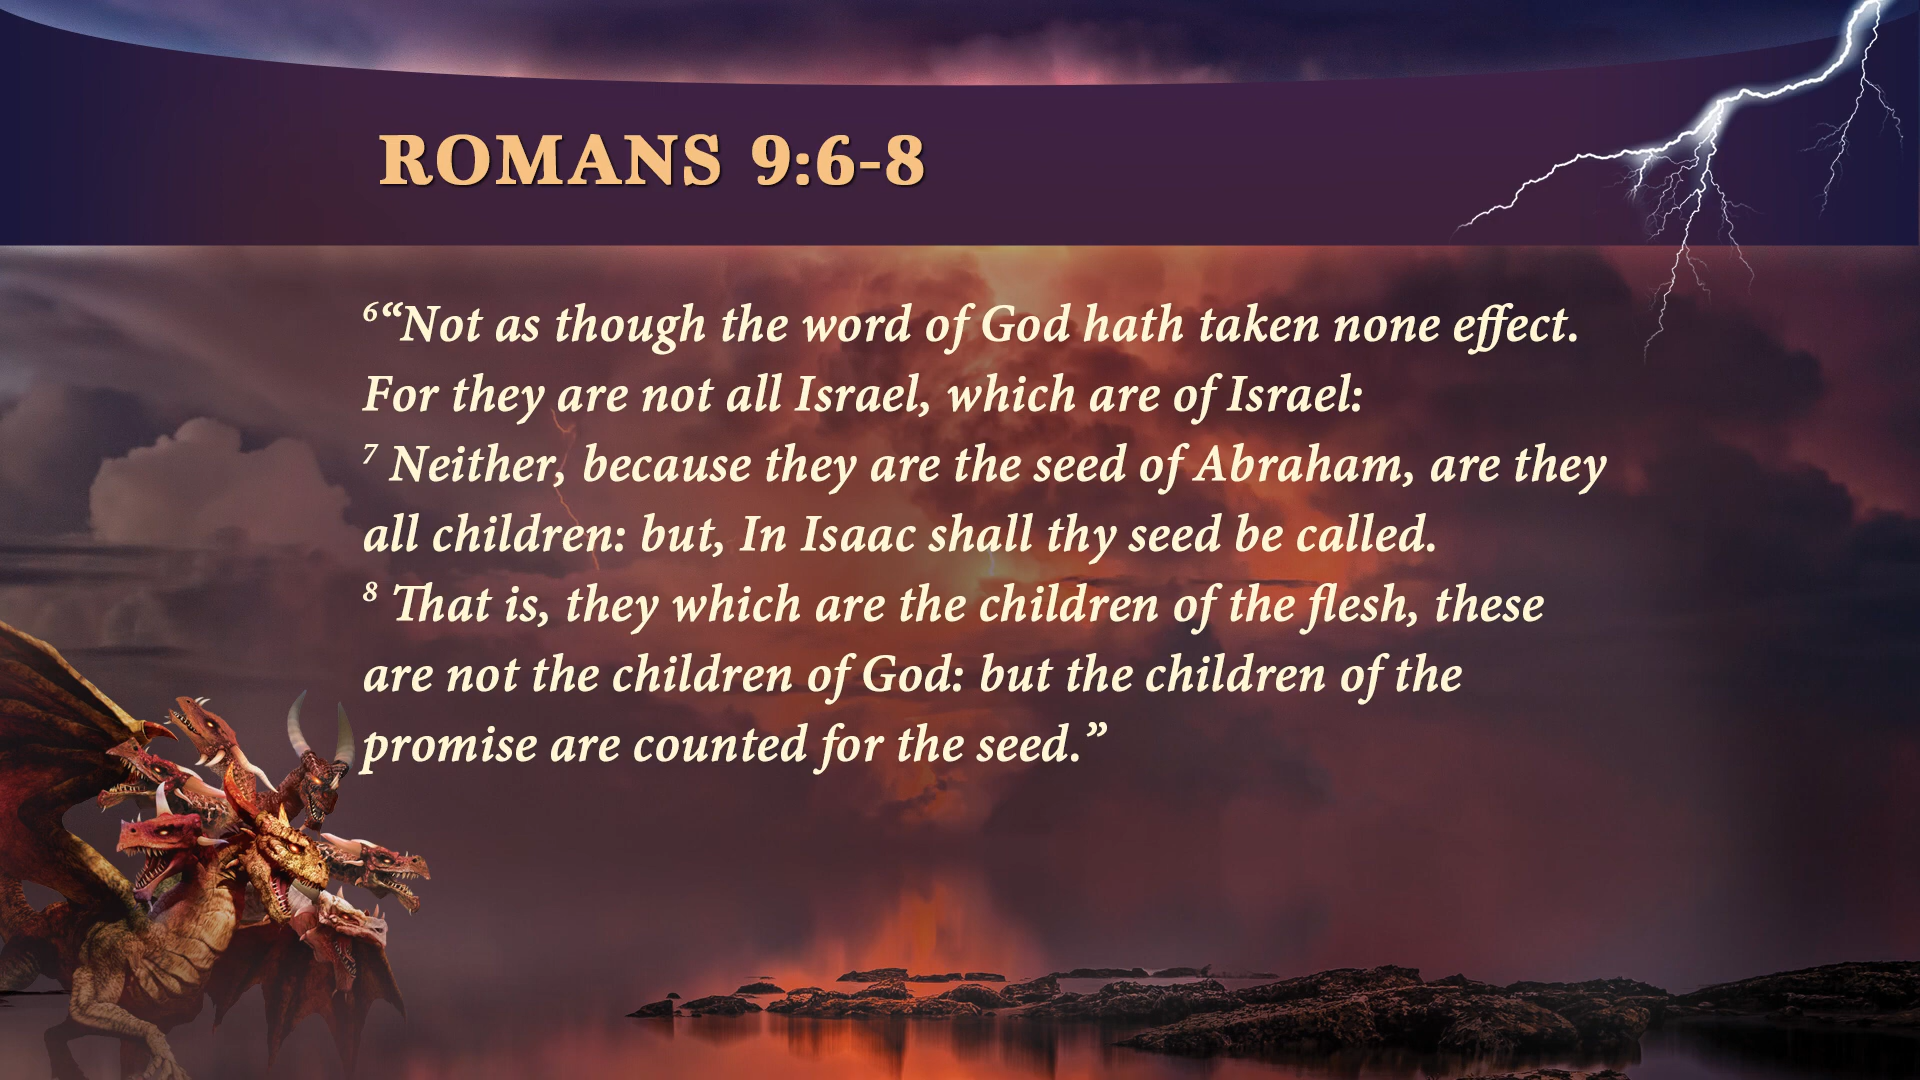 ROMANS 9:6-8
⁶“Not as though the word of God hath taken none effect.
For they are not all Israel, which are of Israel:
⁷ Neither, because they are the seed of Abraham, are they
all children: but, In Isaac shall thy seed be called.
⁸ That is, they which are the children of the flesh, these
are not the children of God: but the children of the
promise are counted for the seed.”